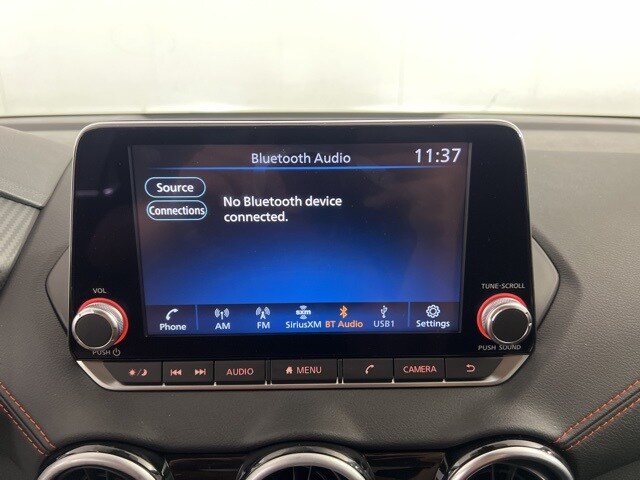 Bluetooth Audio 11:37
Source
Connections
No Bluetooth device
connected.
VOL
TUNE·SCROLL
Phone AM FM sxm SiriusXM BT Audio USB1 Settings
PUSH
PUSH SOUND
AUDIO MENU CAMERA